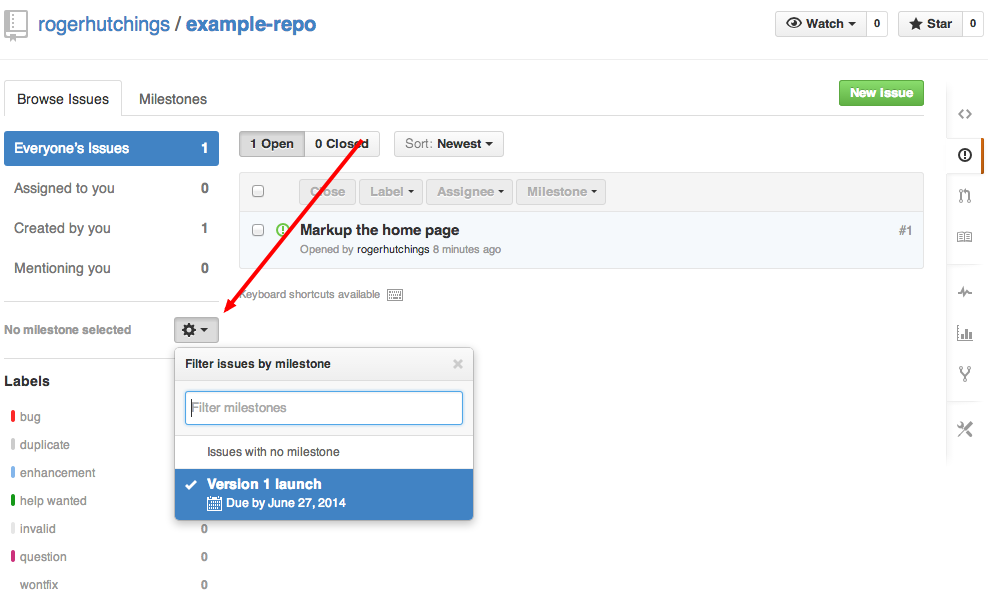 rogerhutchings / example-repo
Watch 0 Star 0
Browse Issues Milestones New Issue
Everyone's Issues 1
Assigned to you 0
Created by you 1
Mentioning you 0
1 Open 0 Closed Sort: Newest
Close Label Assignee Milestone
Markup the home page #1
Opened by rogerhutchings 8 minutes ago
Keyboard shortcuts available
No milestone selected
Filter issues by milestone
Filter milestones
Issues with no milestone
Version 1 launch
Due by June 27, 2014
Labels
bug
duplicate
enhancement
help wanted
invalid 0
question 0
wontfix 0